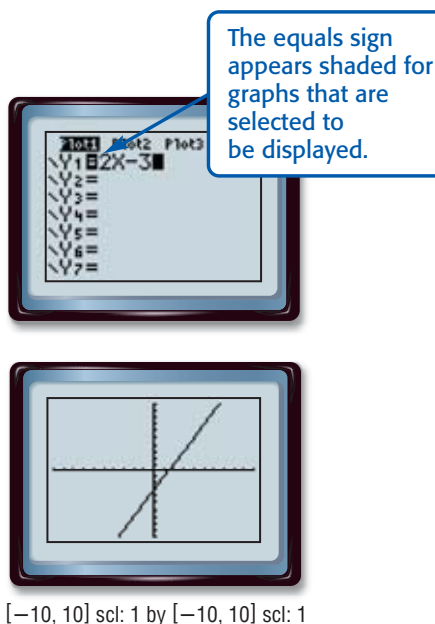 The equals sign
appears shaded for
graphs that are
selected to
be displayed.
Plot1 Plot2 Plot3
\Y1=2X-3
\Y2=
\Y3=
\Y4=
\Y5=
\Y6=
\Y7=
[−10, 10] scl: 1 by [−10, 10] scl: 1